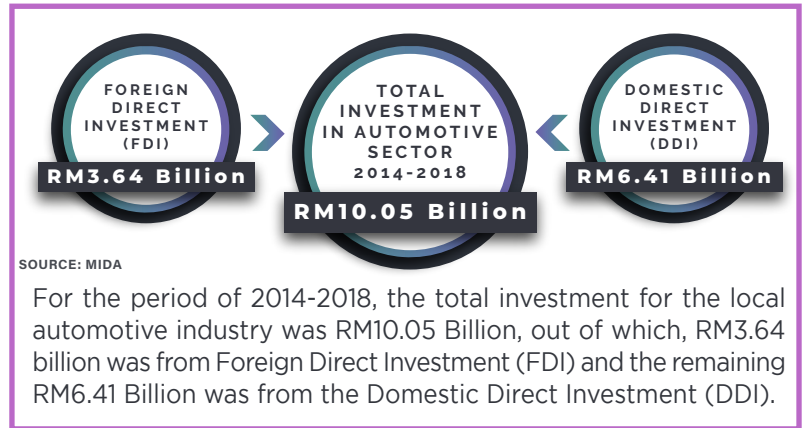 FOREIGN
DIRECT
INVESTMENT
(FDI)
RM3.64 Billion
TOTAL
INVESTMENT
IN AUTOMOTIVE
SECTOR
2014-2018
RM10.05 Billion
DOMESTIC
DIRECT
INVESTMENT
(DDI)
RM6.41 Billion
SOURCE: MIDA
For the period of 2014-2018, the total investment for the local
automotive industry was RM10.05 Billion, out of which, RM3.64
billion was from Foreign Direct Investment (FDI) and the remaining
RM6.41 Billion was from the Domestic Direct Investment (DDI).